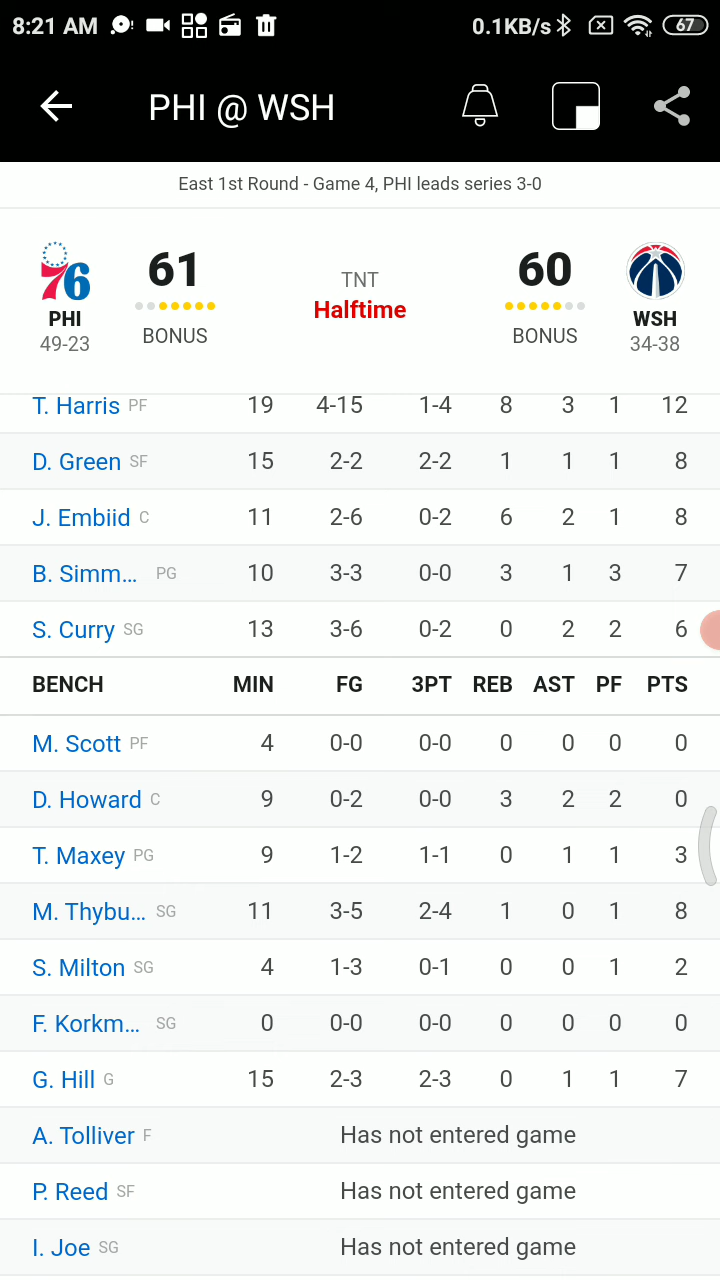 8:21 AM 0.1KB/s 67
PHI @ WSH
East 1st Round - Game 4, PHI leads series 3-0
76 61 TNT 60
Halftime
PHI BONUS BONUS WSH
49-23 34-38
T. Harris PF 19 4-15 1-4 8 3 1 12
D. Green SF 15 2-2 2-2 1 1 1 8
J. Embiid C 11 2-6 0-2 6 2 1 8
B. Simm... PG 10 3-3 0-0 3 1 3 7
S. Curry SG 13 3-6 0-2 0 2 2 6
BENCH MIN FG 3PT REB AST PF PTS
M. Scott PF 4 0-0 0-0 0 0 0 0
D. Howard C 9 0-2 0-0 3 2 2 0
T. Maxey PG 9 1-2 1-1 0 1 1 3
M. Thybu... SG 11 3-5 2-4 1 0 1 8
S. Milton SG 4 1-3 0-1 0 0 1 2
F. Korkm... SG 0 0-0 0-0 0 0 0 0
G. Hill G 15 2-3 2-3 0 1 1 7
A. Tolliver F Has not entered game
P. Reed SF Has not entered game
I. Joe SG Has not entered game